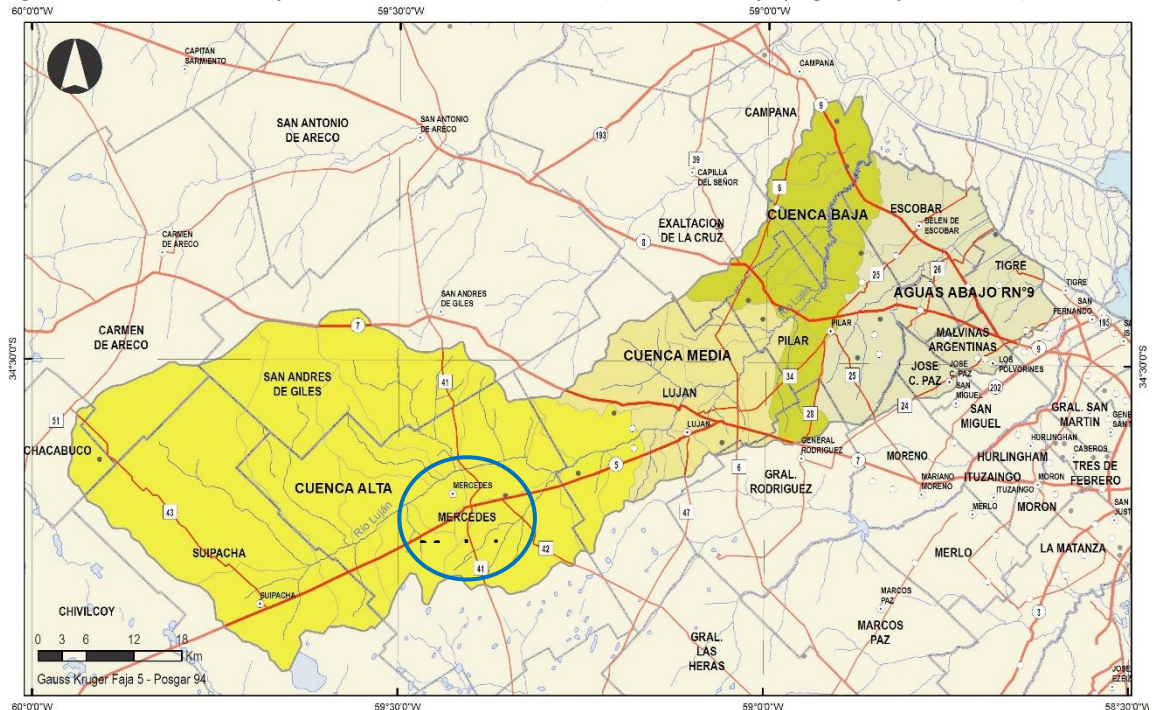 60°0'0"W
59°30'0"W
59°0'0"W
CAPITÁN
SARMIENTO
CAMPANA
9
CAMPANA
SAN ANTONIO
DE ARECO
SAN ANTONIO
DE ARECO
193
39
CAPILLA
DEL SEÑOR
6
CUENCA BAJA
ESCOBAR
BELEN DE
ESCOBAR
EXALTACION
DE LA CRUZ
8
CARMEN
DE ARECO
25
26
TIGRE
TIGRE
AGUAS ABAJO RN°9
SAN
FERNANDO
195
SAN ANDRES
DE GILES
Río Luján
PILAR
7
CARMEN
DE ARECO
MALVINAS
ARGENTINAS
9
34°30'0"S
34°30'0"S
CUENCA MEDIA
PILAR
JOSE
C. PAZ
JOSE
C. PAZ
LOS
POLVORINES
SAN ANDRES
DE GILES
41
34
25
202
SAN
MIGUEL
LUJAN
24
SAN
MIGUEL
GRAL. SAN
MARTIN
51
28
LUJAN
GENERAL
RODRIGUEZ
HURLINGHAN
CHACABUCO
MORENO
HURLINGHAM
CASEROS
5
6
7
TRES DE
FEBRERO
GRAL.
RODRIGUEZ
MARIANO
MORENO
ITUZAINGO
MORON
ITUZAINGO
CUENCA ALTA
MERCEDES
MERLO
MORON
SAN
JUST
43
Río Luján
MERCEDES
47
SUIPACHA
42
MERLO
LA MATANZA
41
SUIPACHA
MARCOS
PAZ
CHIVILCOY
3
MARCOS
PAZ
GRAL.
LAS
HERAS
0 3 6 12 18
Km
Gauss Kruger Faja 5 - Posgar 94
60°0'0"W
59°30'0"W
59°0'0"W
58°30'0"W